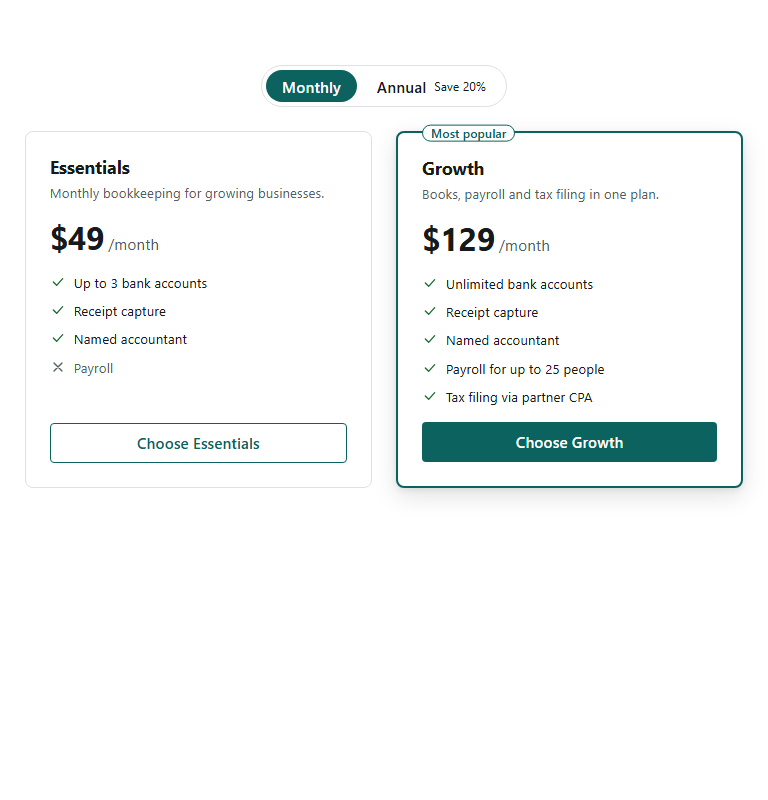 Monthly Annual Save 20%
Essentials
Monthly bookkeeping for growing businesses.
$49 /month
Up to 3 bank accounts
Receipt capture
Named accountant
Payroll
Choose Essentials
Most popular
Growth
Books, payroll and tax filing in one plan.
$129 /month
Unlimited bank accounts
Receipt capture
Named accountant
Payroll for up to 25 people
Tax filing via partner CPA
Choose Growth